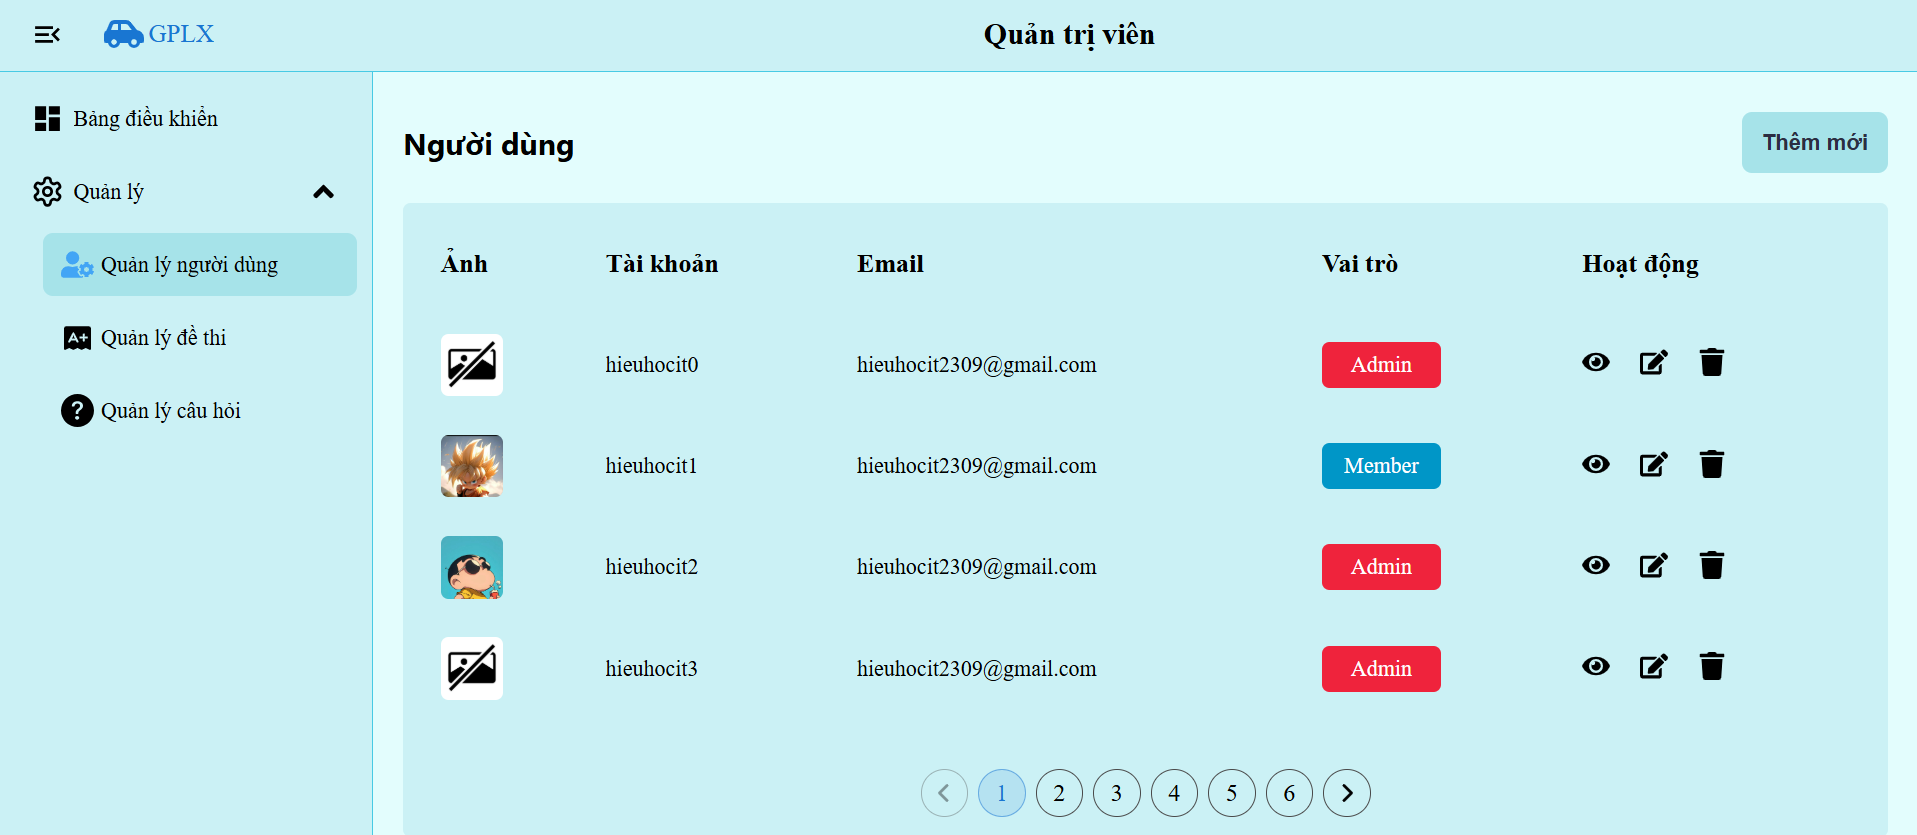 GPLX
Quản trị viên
Bảng điều khiển
Quản lý
Quản lý người dùng
A+
Quản lý đề thi
?
Quản lý câu hỏi
Người dùng
Thêm mới
Ảnh Tài khoản Email Vai trò Hoạt động
hieuhocit0 hieuhocit2309@gmail.com Admin
hieuhocit1 hieuhocit2309@gmail.com Member
hieuhocit2 hieuhocit2309@gmail.com Admin
hieuhocit3 hieuhocit2309@gmail.com Admin
1 2 3 4 5 6